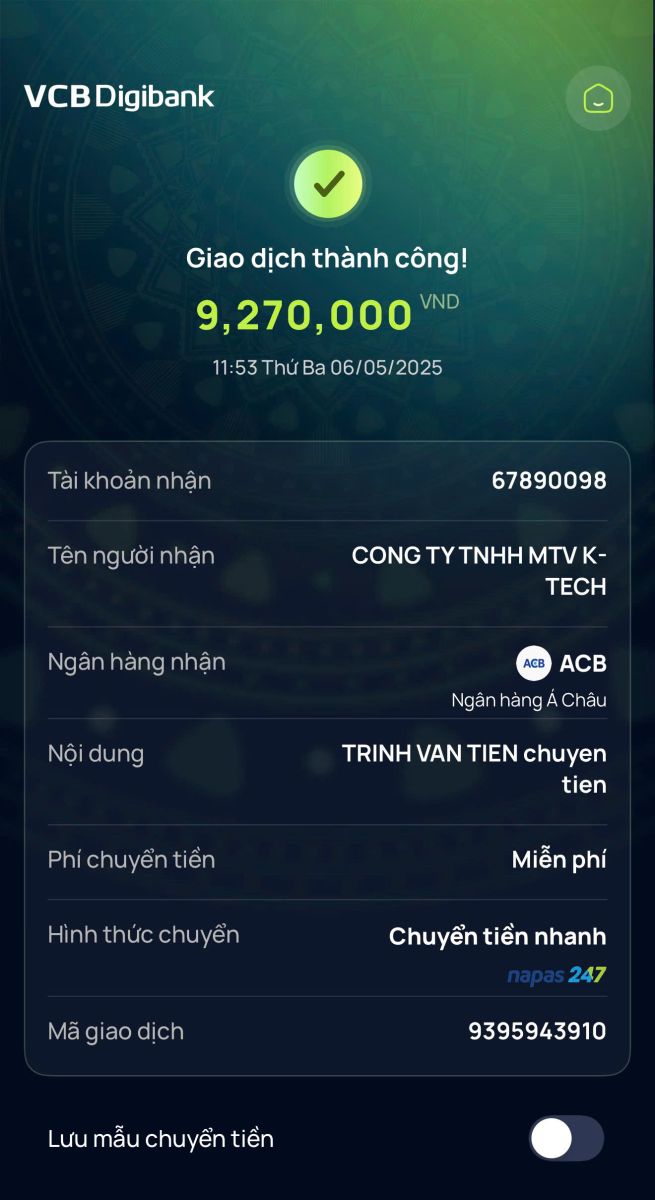 VCB Digibank
Giao dịch thành công!
9,270,000 VND
11:53 Thứ Ba 06/05/2025
Tài khoản nhận 67890098
Tên người nhận CONG TY TNHH MTV K-
TECH
Ngân hàng nhận ACB ACB
Ngân hàng Á Châu
Nội dung TRINH VAN TIEN chuyen
tien
Phí chuyển tiền Miễn phí
Hình thức chuyển Chuyển tiền nhanh
napas 247
Mã giao dịch 9395943910
Lưu mẫu chuyển tiền